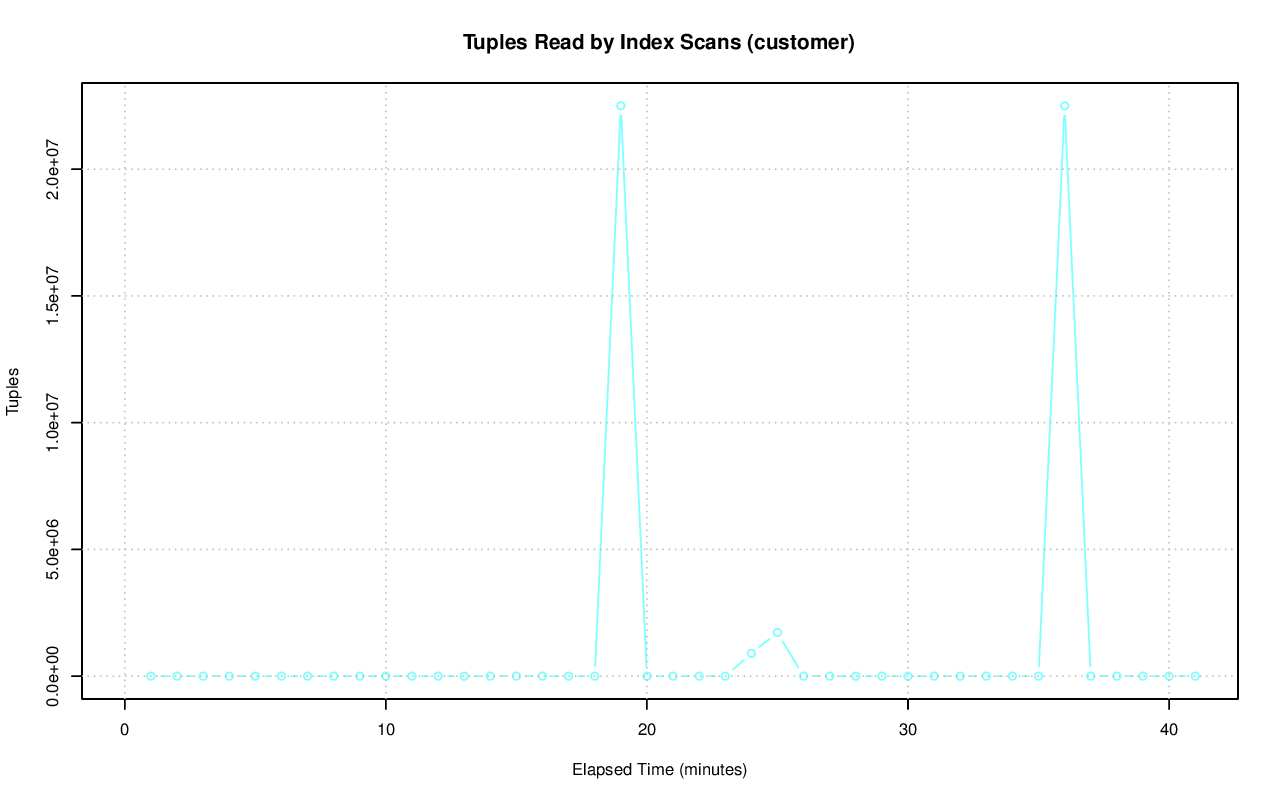 Tuples Read by Index Scans (customer)
Tuples
2.0e+07
1.5e+07
1.0e+07
5.0e+06
0.0e+00
0 10 20 30 40
Elapsed Time (minutes)